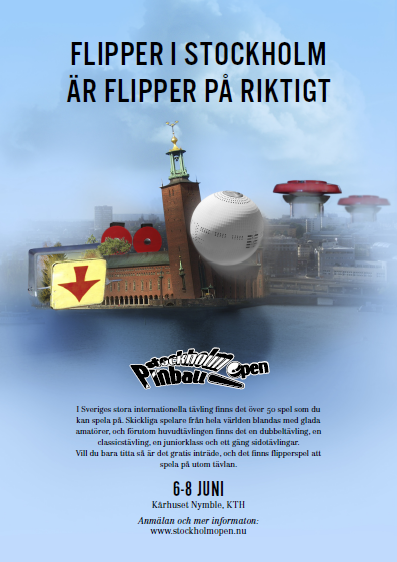 FLIPPER I STOCKHOLM
ÄR FLIPPER PÅ RIKTIGT
Stockholm Open
Pinball
I Sveriges stora internationella tävling finns det över 50 spel som du
kan spela på. Skickliga spelare från hela världen blandas med glada
amatörer, och förutom huvudtävlingen finns det en dubbeltävling, en
classicstävling, en juniorklass och ett gäng sidotävlingar.
Vill du bara titta så är det gratis inträde, och det finns flipperspel att
spela på utom tävlan.
6-8 JUNI
Kårhuset Nymble, KTH
Anmälan och mer informaton:
www.stockholmopen.nu